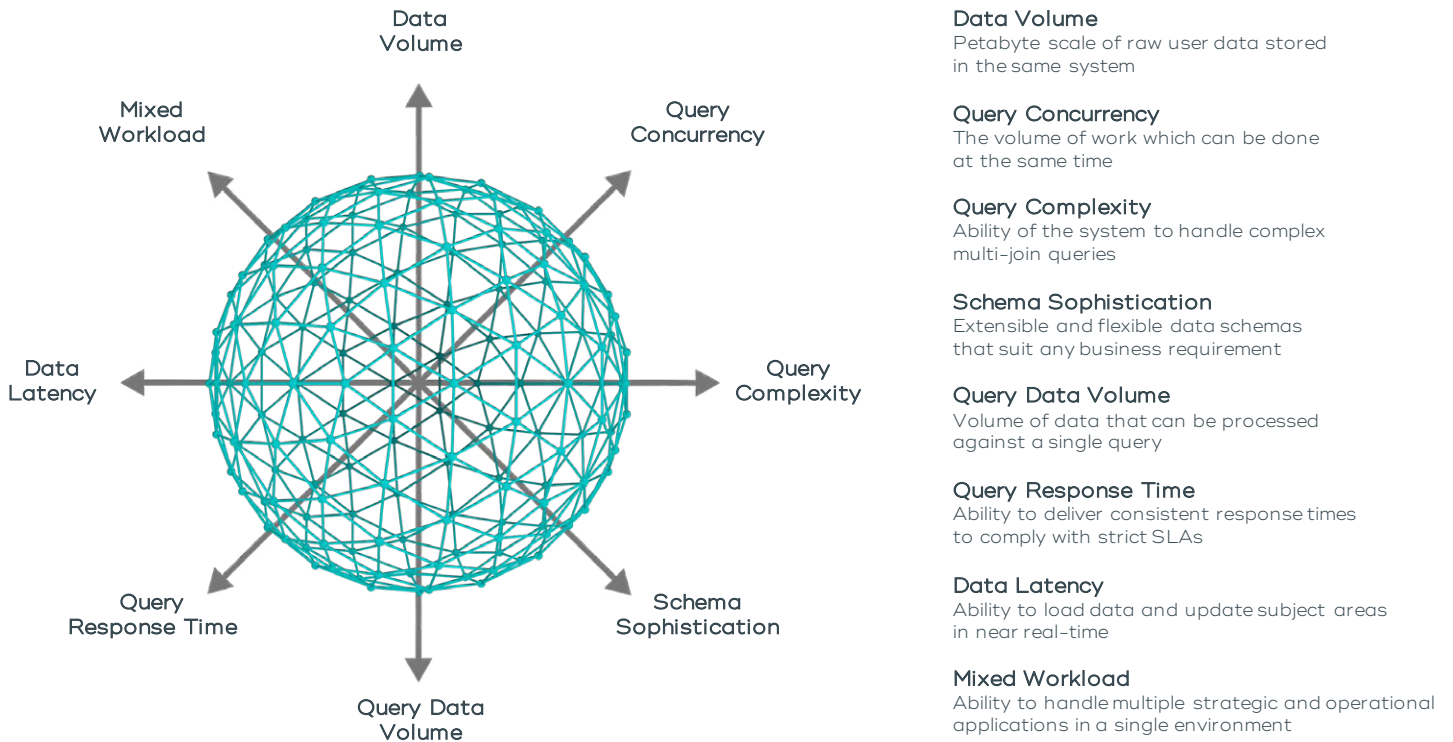 Data
Volume
Mixed
Workload
Query
Concurrency
Data
Latency
Query
Complexity
Query
Response Time
Schema
Sophistication
Query Data
Volume
Data Volume
Petabyte scale of raw user data stored
in the same system
Query Concurrency
The volume of work which can be done
at the same time
Query Complexity
Ability of the system to handle complex
multi-join queries
Schema Sophistication
Extensible and flexible data schemas
that suit any business requirement
Query Data Volume
Volume of data that can be processed
against a single query
Query Response Time
Ability to deliver consistent response times
to comply with strict SLAs
Data Latency
Ability to load data and update subject areas
in near real-time
Mixed Workload
Ability to handle multiple strategic and operational
applications in a single environment